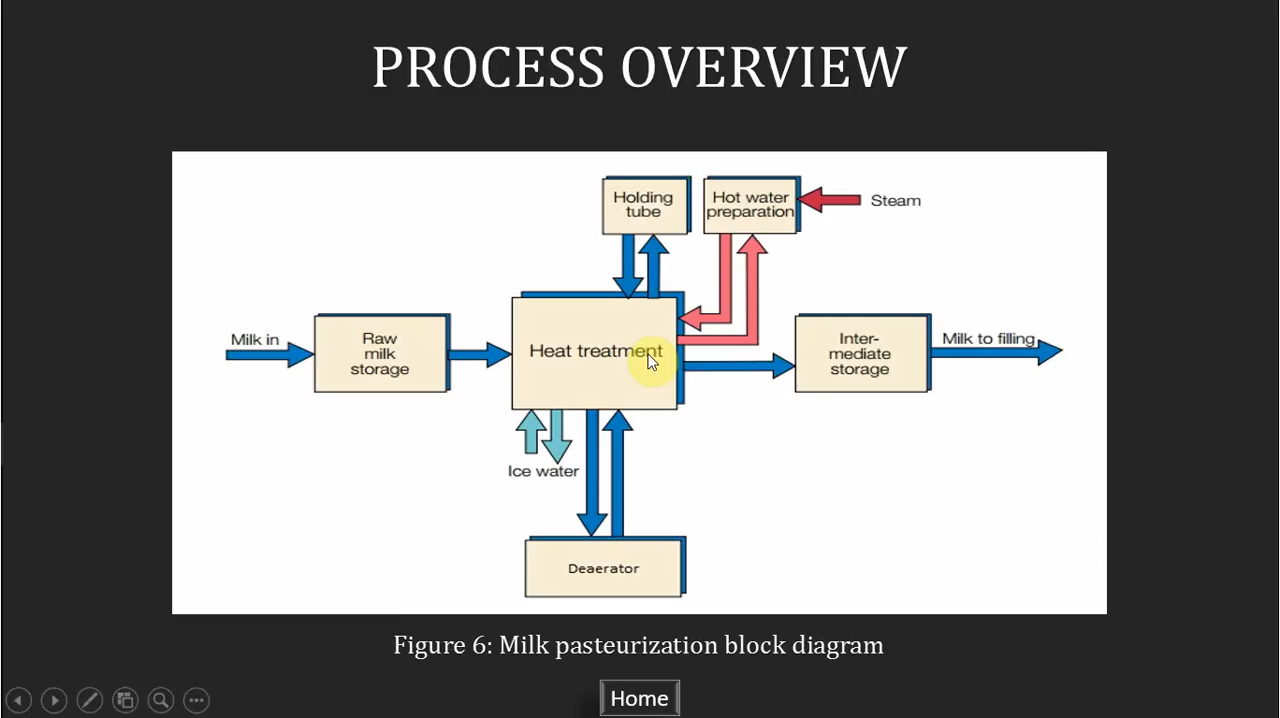 PROCESS OVERVIEW
Holding
tube
Hot water
preparation
Steam
Milk in
Raw
milk
storage
Heat treatment
Inter-
mediate
storage
Milk to filling
Ice water
Deaerator
Figure 6: Milk pasteurization block diagram
Home